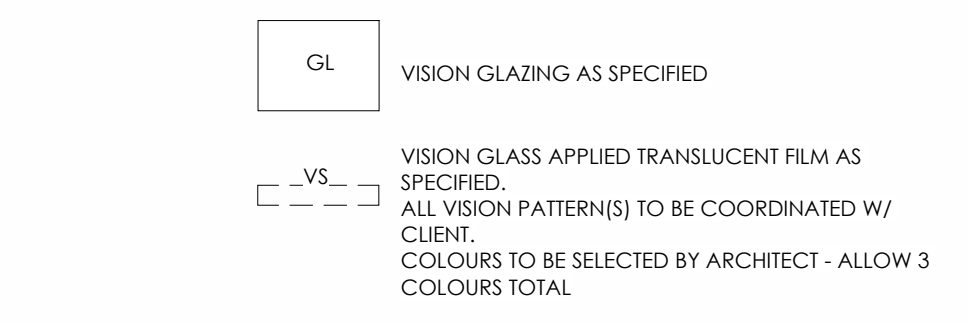 GL
VISION GLAZING AS SPECIFIED
VS
VISION GLASS APPLIED TRANSLUCENT FILM AS
SPECIFIED.
ALL VISION PATTERN(S) TO BE COORDINATED W/
CLIENT.
COLOURS TO BE SELECTED BY ARCHITECT - ALLOW 3
COLOURS TOTAL